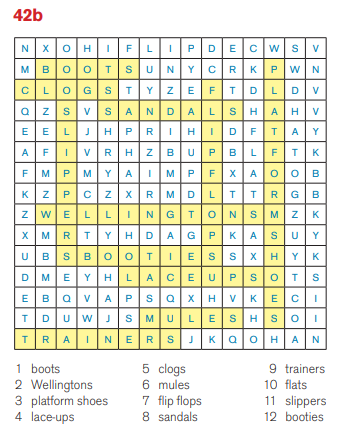 42b
N X O H I F L I P D E C W S V
M B O O T S U N Y C R K P W N
C L O G S T Y Z E F T D L D V
Q Z S V S A N D A L S H A H V
E E L J H P R I H I D F T A Y
A F I V R H Z B U P B L F T K
F M P M Y A I M P F X A O O B
K Z P C Z X R M D L T T R G B
Z W E L L I N G T O N S M Z K
X M R T Y H D A G P K A S U Y
U B S B O O T I E S S X H Y K
D M E Y H L A C E U P S O T S
E B Q V A P S Q X H V K E C I
T D U W J S M U L E S H S O I
T R A I N E R S J K Q O H A N
1 boots
2 Wellingtons
3 platform shoes
4 lace-ups
5 clogs
6 mules
7 flip flops
8 sandals
9 trainers
10 flats
11 slippers
12 booties